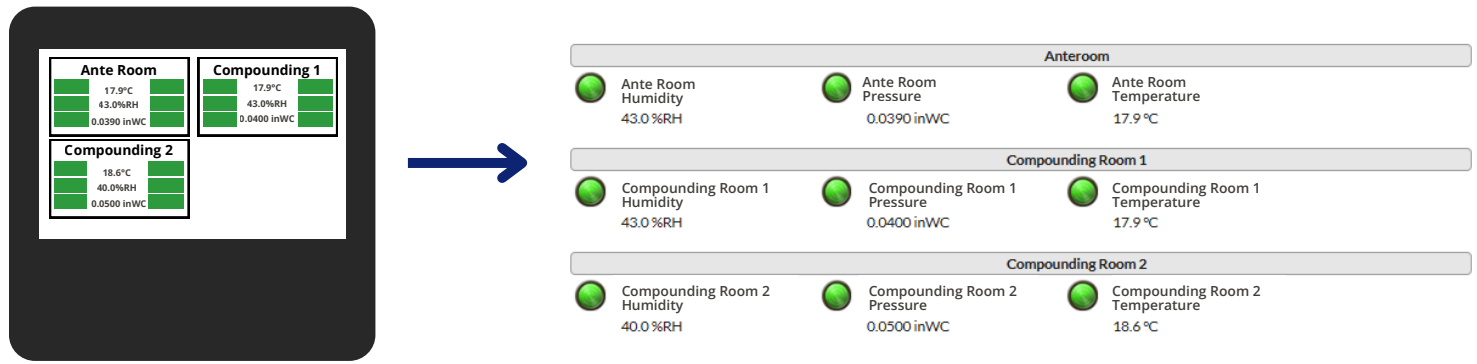 Ante Room
17.9°C
43.0%RH
0.0390 inWC
Compounding 1
17.9°C
43.0%RH
0.0400 inWC
Compounding 2
18.6°C
40.0%RH
0.0500 inWC
Anteroom
Ante Room
Humidity
43.0 %RH
Ante Room
Pressure
0.0390 inWC
Ante Room
Temperature
17.9 °C
Compounding Room 1
Compounding Room 1
Humidity
43.0 %RH
Compounding Room 1
Pressure
0.0400 inWC
Compounding Room 1
Temperature
17.9 °C
Compounding Room 2
Compounding Room 2
Humidity
40.0 %RH
Compounding Room 2
Pressure
0.0500 inWC
Compounding Room 2
Temperature
18.6 °C